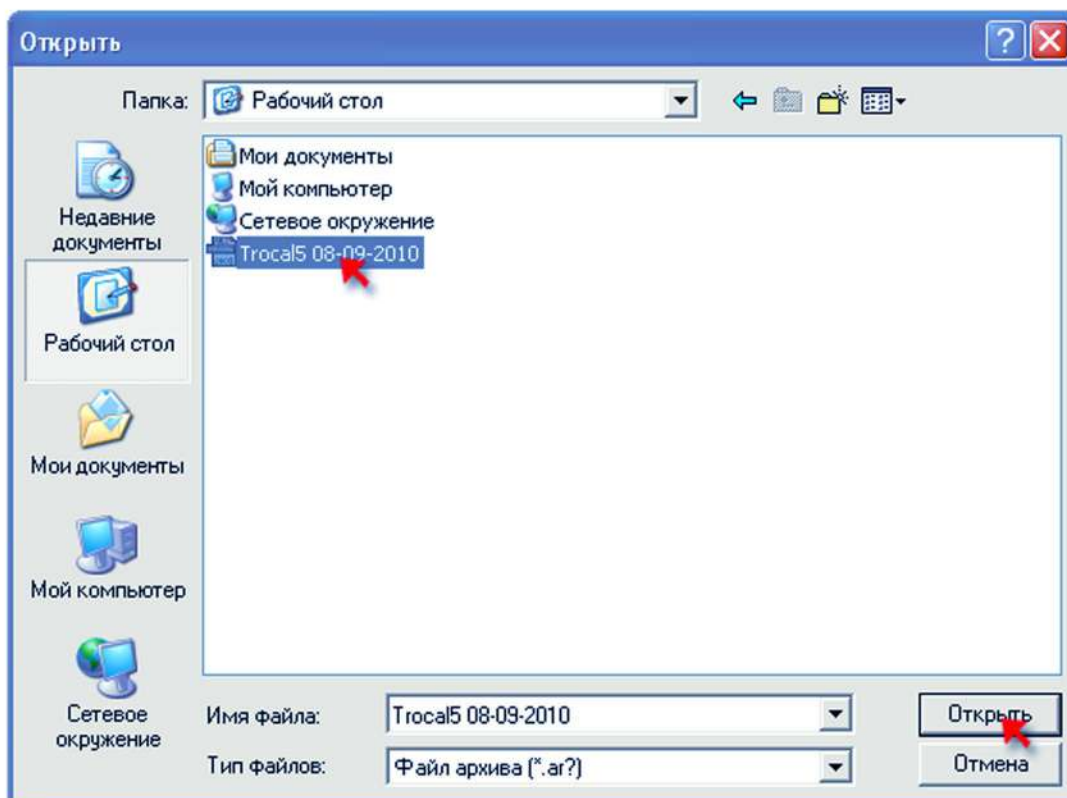 Открыть
Папка:
Рабочий стол
Недавние
документы
Рабочий стол
Мои документы
Мой компьютер
Сетевое
окружение
Мои документы
Мой компьютер
Сетевое окружение
Trocal5 08-09-2010
Имя файла:
Trocal5 08-09-2010
Открыть
Тип файлов:
Файл архива (*.ar?)
Отмена